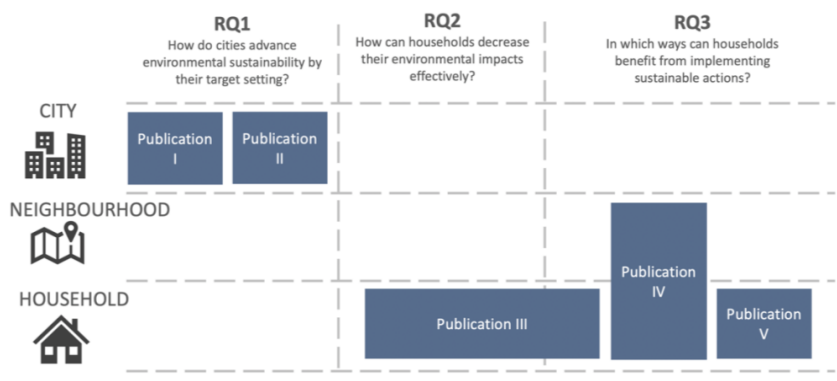 RQ1
How do cities advance
environmental sustainability by
their target setting?
RQ2
How can households decrease
their environmental impacts
effectively?
RQ3
In which ways can households
benefit from implementing
sustainable actions?
CITY
Publication
I
Publication
II
NEIGHBOURHOOD
Publication
IV
HOUSEHOLD
Publication III
Publication
V